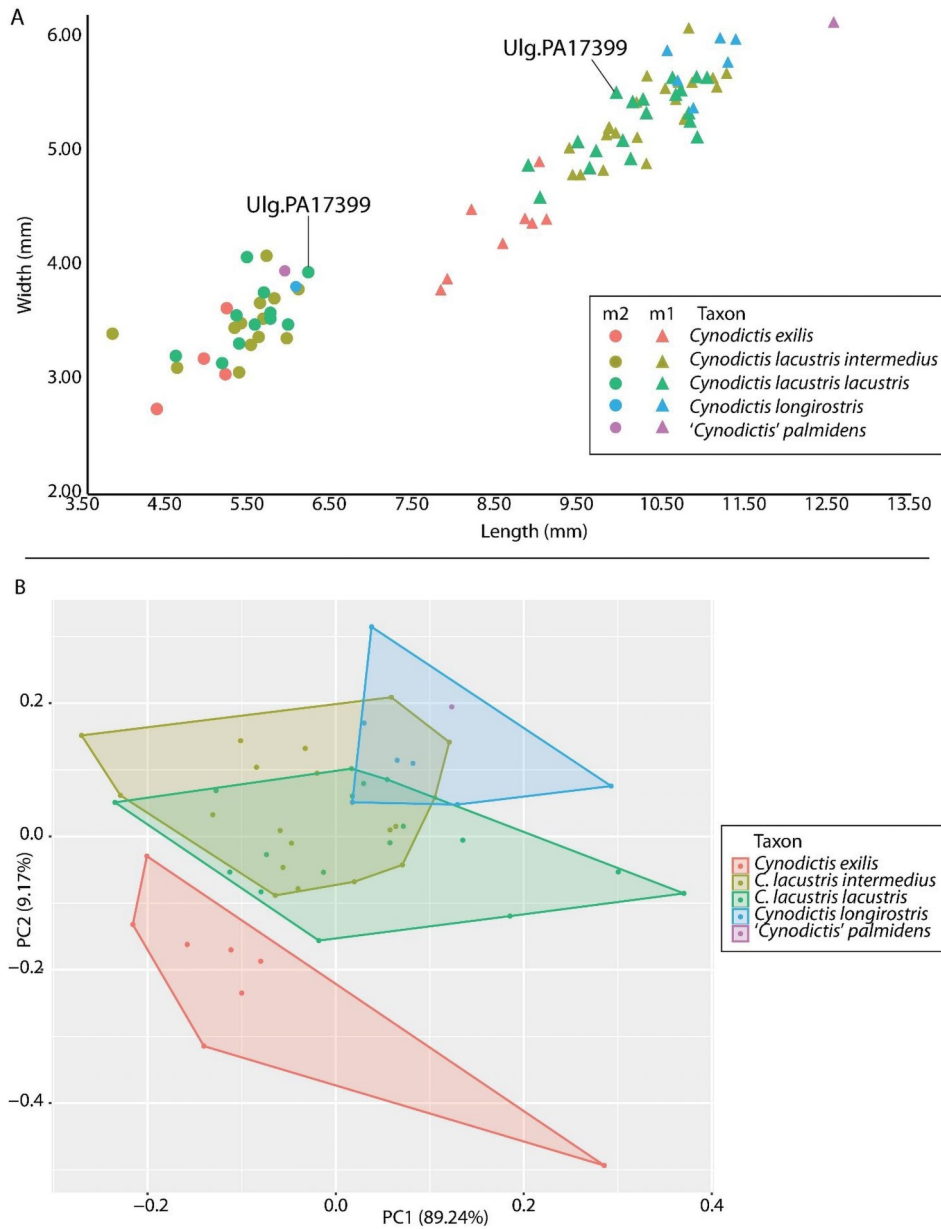 A
6.00
5.00
4.00
3.00
2.00
Width (mm)
Ulg.PA17399
Ulg.PA17399
m2 m1 Taxon
Cynodictis exilis
Cynodictis lacustris intermedius
Cynodictis lacustris lacustris
Cynodictis longirostris
'Cynodictis' palmidens
3.50 4.50 5.50 6.50 7.50 8.50 9.50 10.50 11.50 12.50 13.50
Length (mm)
B
0.2
0.0
−0.2
−0.4
PC2 (9.17%)
Taxon
Cynodictis exilis
C. lacustris intermedius
C. lacustris lacustris
Cynodictis longirostris
'Cynodictis' palmidens
−0.2 0.0 0.2 0.4
PC1 (89.24%)